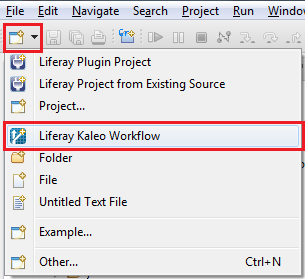 File Edit Navigate Search Project Run Window
Liferay Plugin Project
Liferay Project from Existing Source
Project...
Liferay Kaleo Workflow
Folder
File
Untitled Text File
Example...
Other... Ctrl+N